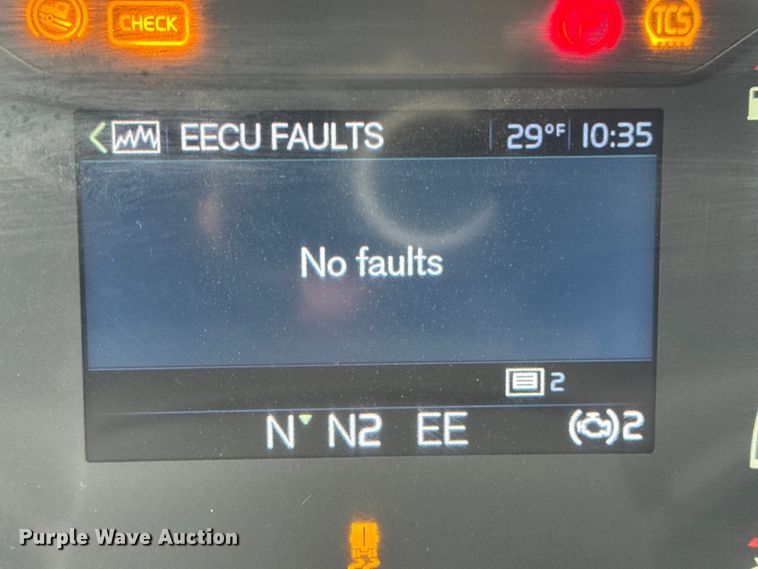 CHECK
TCS
EECU FAULTS 29°F 10:35
No faults
2
N N2 EE 2
Purple Wave Auction